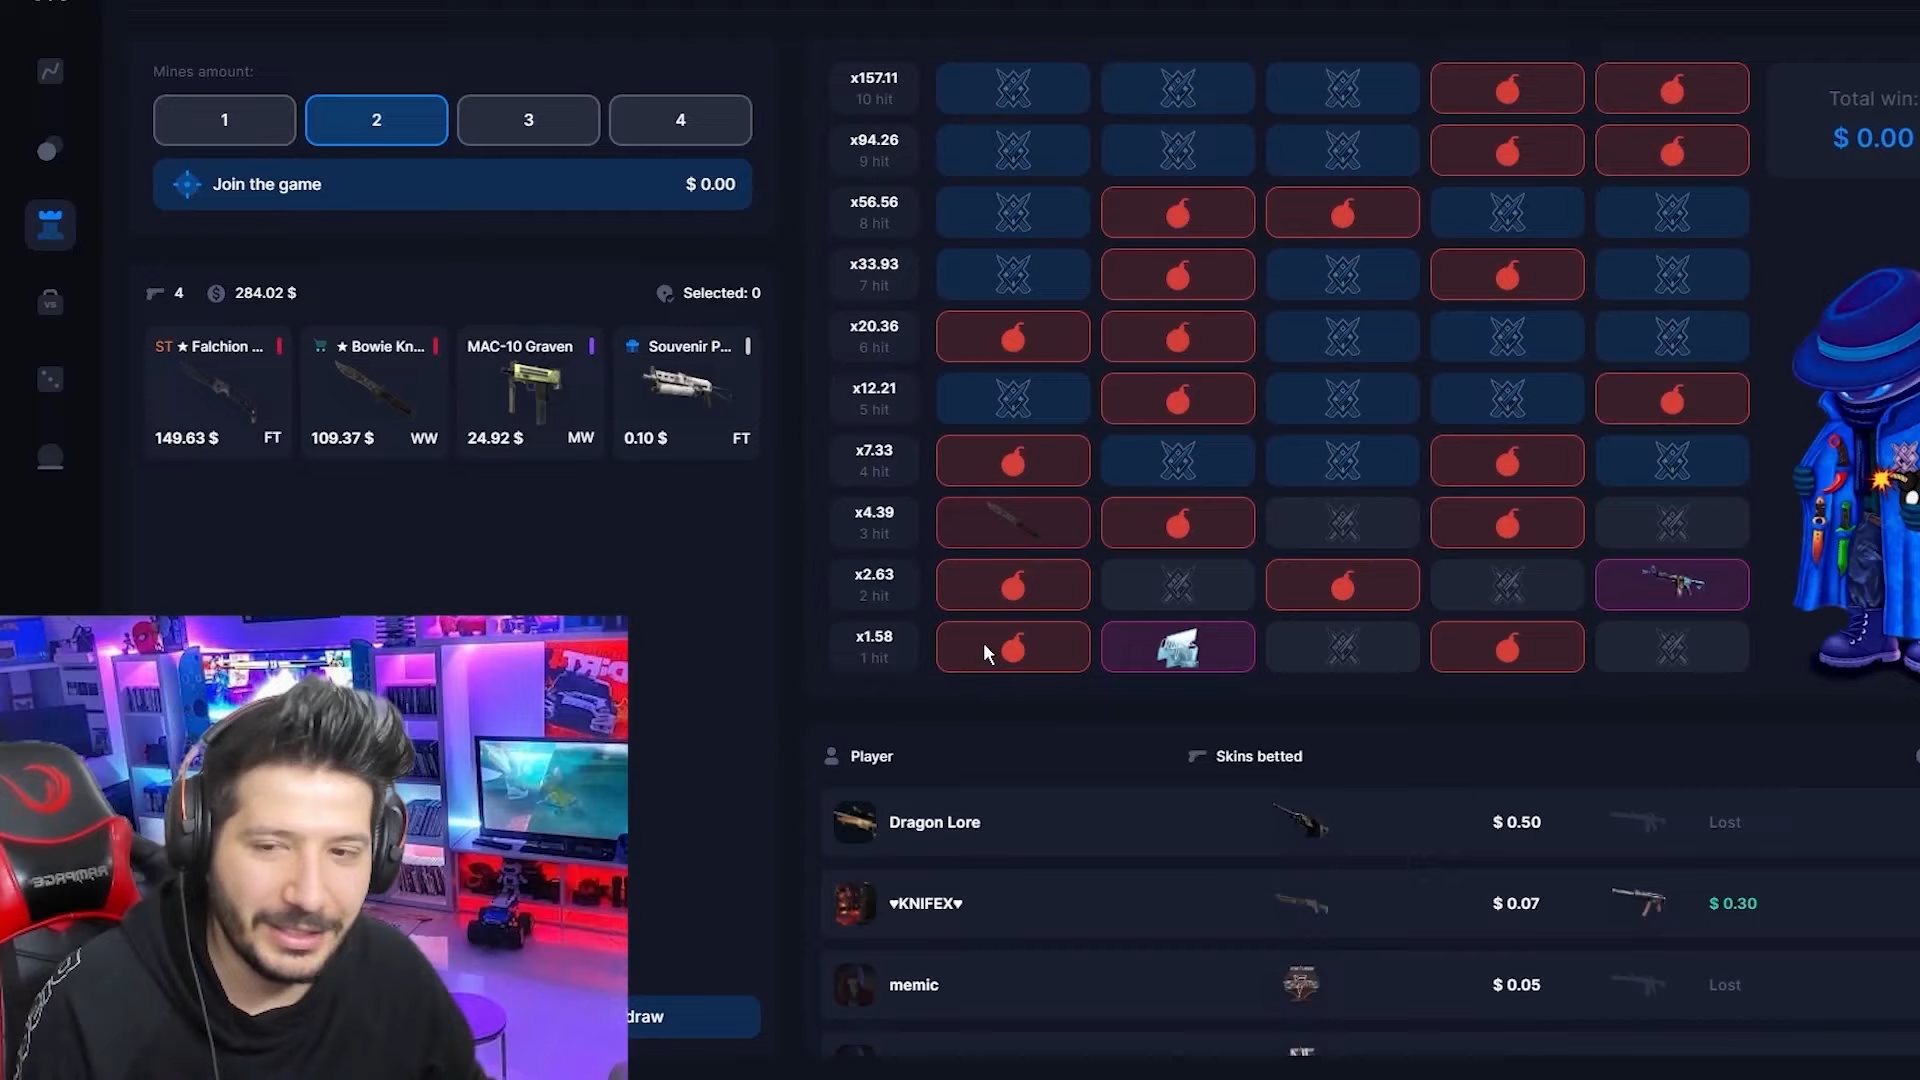 Mines amount:
1
2
3
4
Join the game
$ 0.00
4
284.02 $
Selected: 0
ST ★ Falchion ...
★ Bowie Kn...
MAC-10 Graven
Souvenir P...
149.63 $
FT
109.37 $
WW
24.92 $
MW
0.10 $
FT
x157.11
10 hit
x94.26
9 hit
x56.56
8 hit
x33.93
7 hit
x20.36
6 hit
x12.21
5 hit
x7.33
4 hit
x4.39
3 hit
x2.63
2 hit
x1.58
1 hit
Total win:
$ 0.00
VS
DiRT4
RAMPAGE
draw
Player
Skins betted
Dragon Lore
$ 0.50
Lost
♥KNIFEX♥
$ 0.07
$ 0.30
memic
$ 0.05
Lost